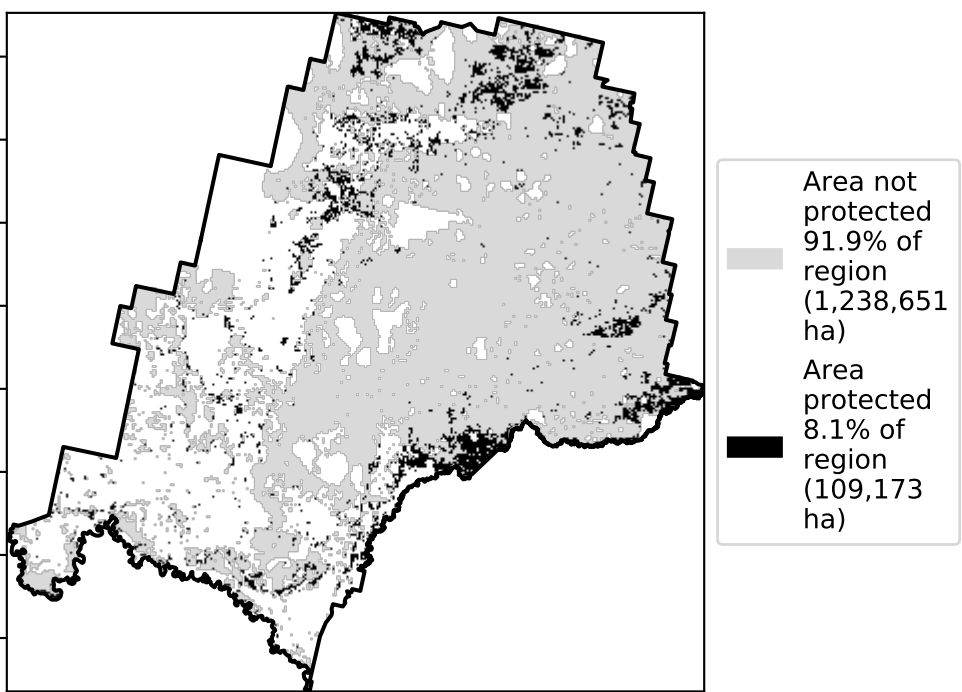 Area not
protected
91.9% of
region
(1,238,651
ha)
Area
protected
8.1% of
region
(109,173
ha)